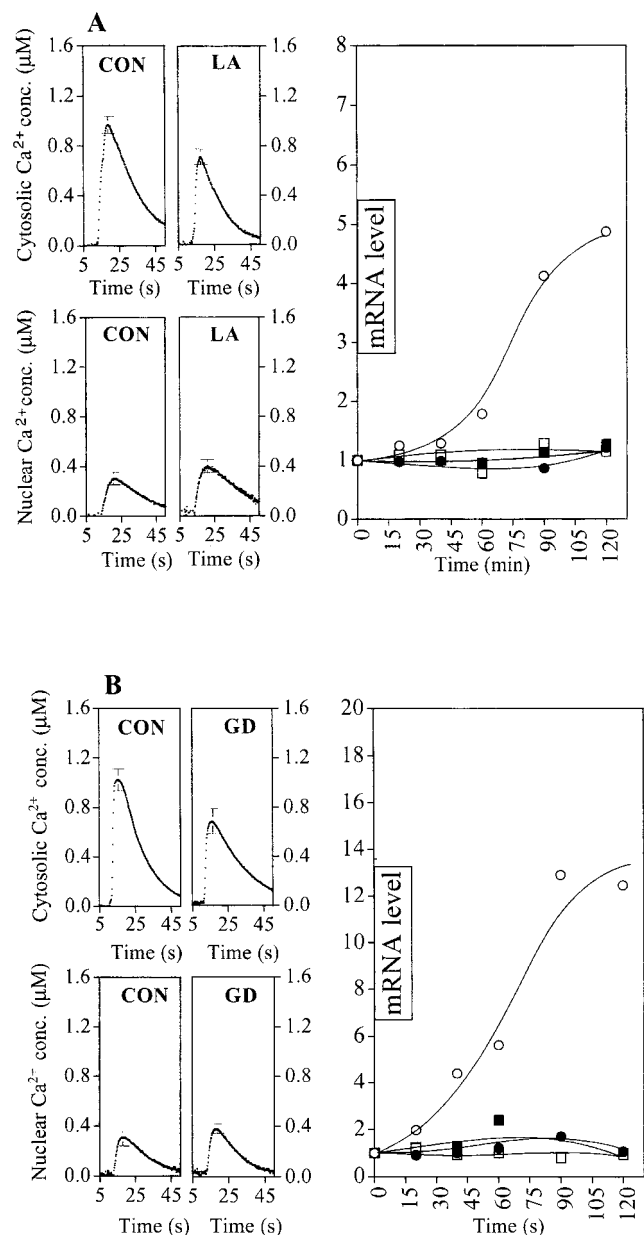 A
Cytosolic Ca2+ conc. (µM)
1.6
1.2
0.8
0.4
0.0
CON
5 25 45
Time (s)
LA
1.6
1.2
0.8
0.4
0.0
5 25 45
Time (s)
Nuclear Ca2+ conc. (µM)
1.6
1.2
0.8
0.4
0.0
CON
5 25 45
Time (s)
LA
1.6
1.2
0.8
0.4
0.0
5 25 45
Time (s)
mRNA level
8
7
6
5
4
3
2
1
0
0 15 30 45 60 75 90 105 120
Time (min)
B
Cytosolic Ca2+ conc. (µM)
1.6
1.2
0.8
0.4
0.0
CON
5 25 45
Time (s)
GD
1.6
1.2
0.8
0.4
0.0
5 25 45
Time (s)
Nuclear Ca2+ conc. (µM)
1.6
1.2
0.8
0.4
0.0
CON
5 25 45
Time (s)
GD
1.6
1.2
0.8
0.4
0.0
5 25 45
Time (s)
mRNA level
20
18
16
14
13
12
10
8
6
4
2
0
0 15 30 45 60 75 90 105 120
Time (s)